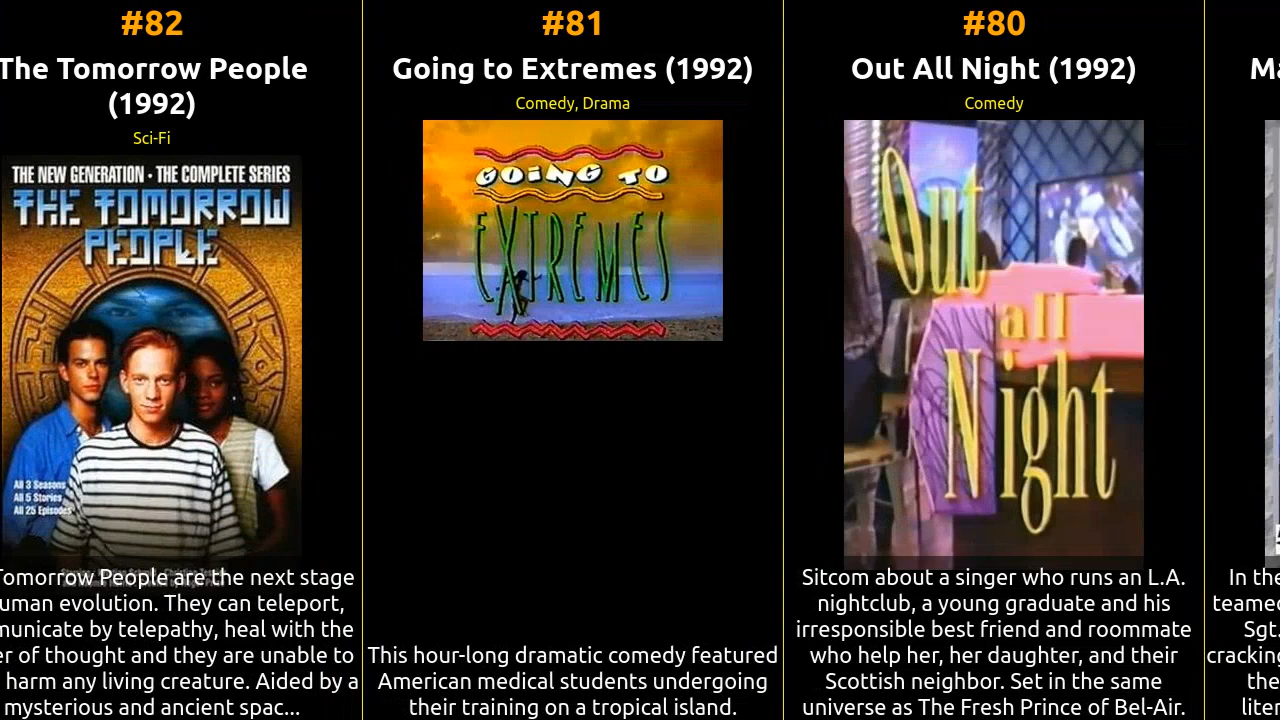 #82
The Tomorrow People
(1992)
Sci-Fi
THE NEW GENERATION • THE COMPLETE SERIES
THE TOMORROW
PEOPLE
All 3 Seasons
All 5 Stories
All 25 Episodes
Tomorrow People are the next stage
uman evolution. They can teleport,
municate by telepathy, heal with the
er of thought and they are unable to
harm any living creature. Aided by a
mysterious and ancient spac...
#81
Going to Extremes (1992)
Comedy, Drama
GOING TO
EXTREMES
This hour-long dramatic comedy featured
American medical students undergoing
their training on a tropical island.
#80
Out All Night (1992)
Comedy
Out
all
Night
Sitcom about a singer who runs an L.A.
nightclub, a young graduate and his
irresponsible best friend and roommate
who help her, her daughter, and their
Scottish neighbor. Set in the same
universe as The Fresh Prince of Bel-Air.
Ma
In the
teamed
Sgt.
cracking
the
liter